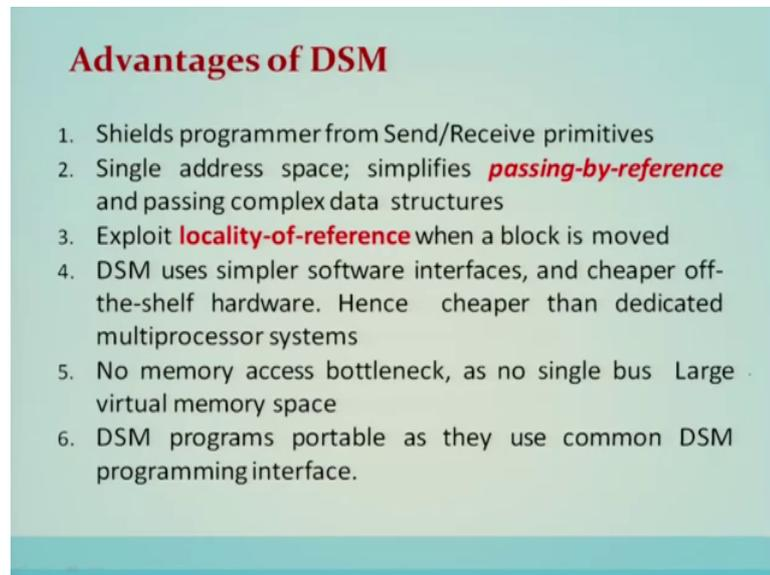 Advantages of DSM
1. Shields programmer from Send/Receive primitives
2. Single address space; simplifies passing-by-reference
and passing complex data structures
3. Exploit locality-of-reference when a block is moved
4. DSM uses simpler software interfaces, and cheaper off-
the-shelf hardware. Hence cheaper than dedicated
multiprocessor systems
5. No memory access bottleneck, as no single bus Large
virtual memory space
6. DSM programs portable as they use common DSM
programming interface.